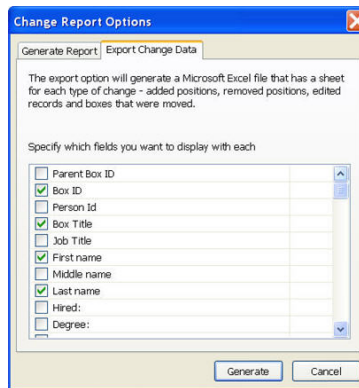 Change Report Options
Generate Report
Export Change Data
The export option will generate a Microsoft Excel file that has a sheet
for each type of change - added positions, removed positions, edited
records and boxes that were moved.
Specify which fields you want to display with each
Parent Box ID
Box ID
Person Id
Box Title
Job Title
First name
Middle name
Last name
Hired:
Degree:
Generate
Cancel